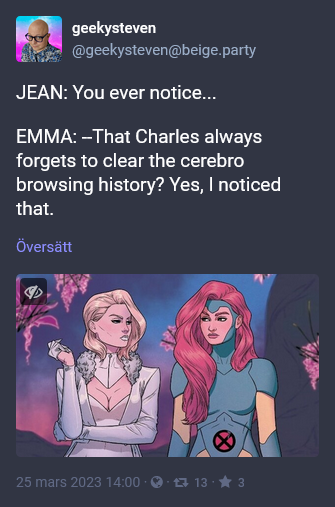 geekysteven
@geekysteven@beige.party
JEAN: You ever notice...
EMMA: --That Charles always
forgets to clear the cerebro
browsing history? Yes, I noticed
that.
Översätt
25 mars 2023 14:00 · · 13 · 3